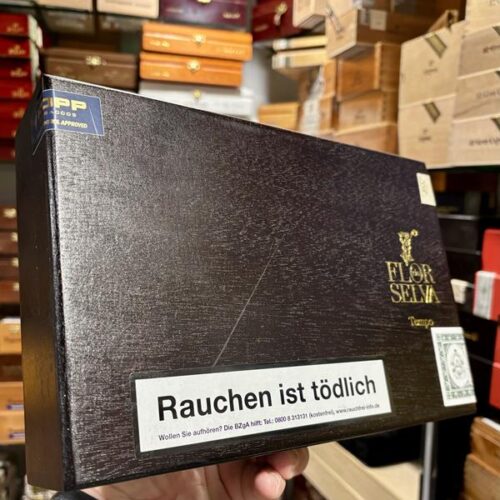 FLOR
SELVA
Tempo
Rauchen ist tödlich
Wollen Sie aufhören? Die BZgA hilft: Tel.: 0800 8 313131 (kostenfrei), www.rauchfrei-info.de